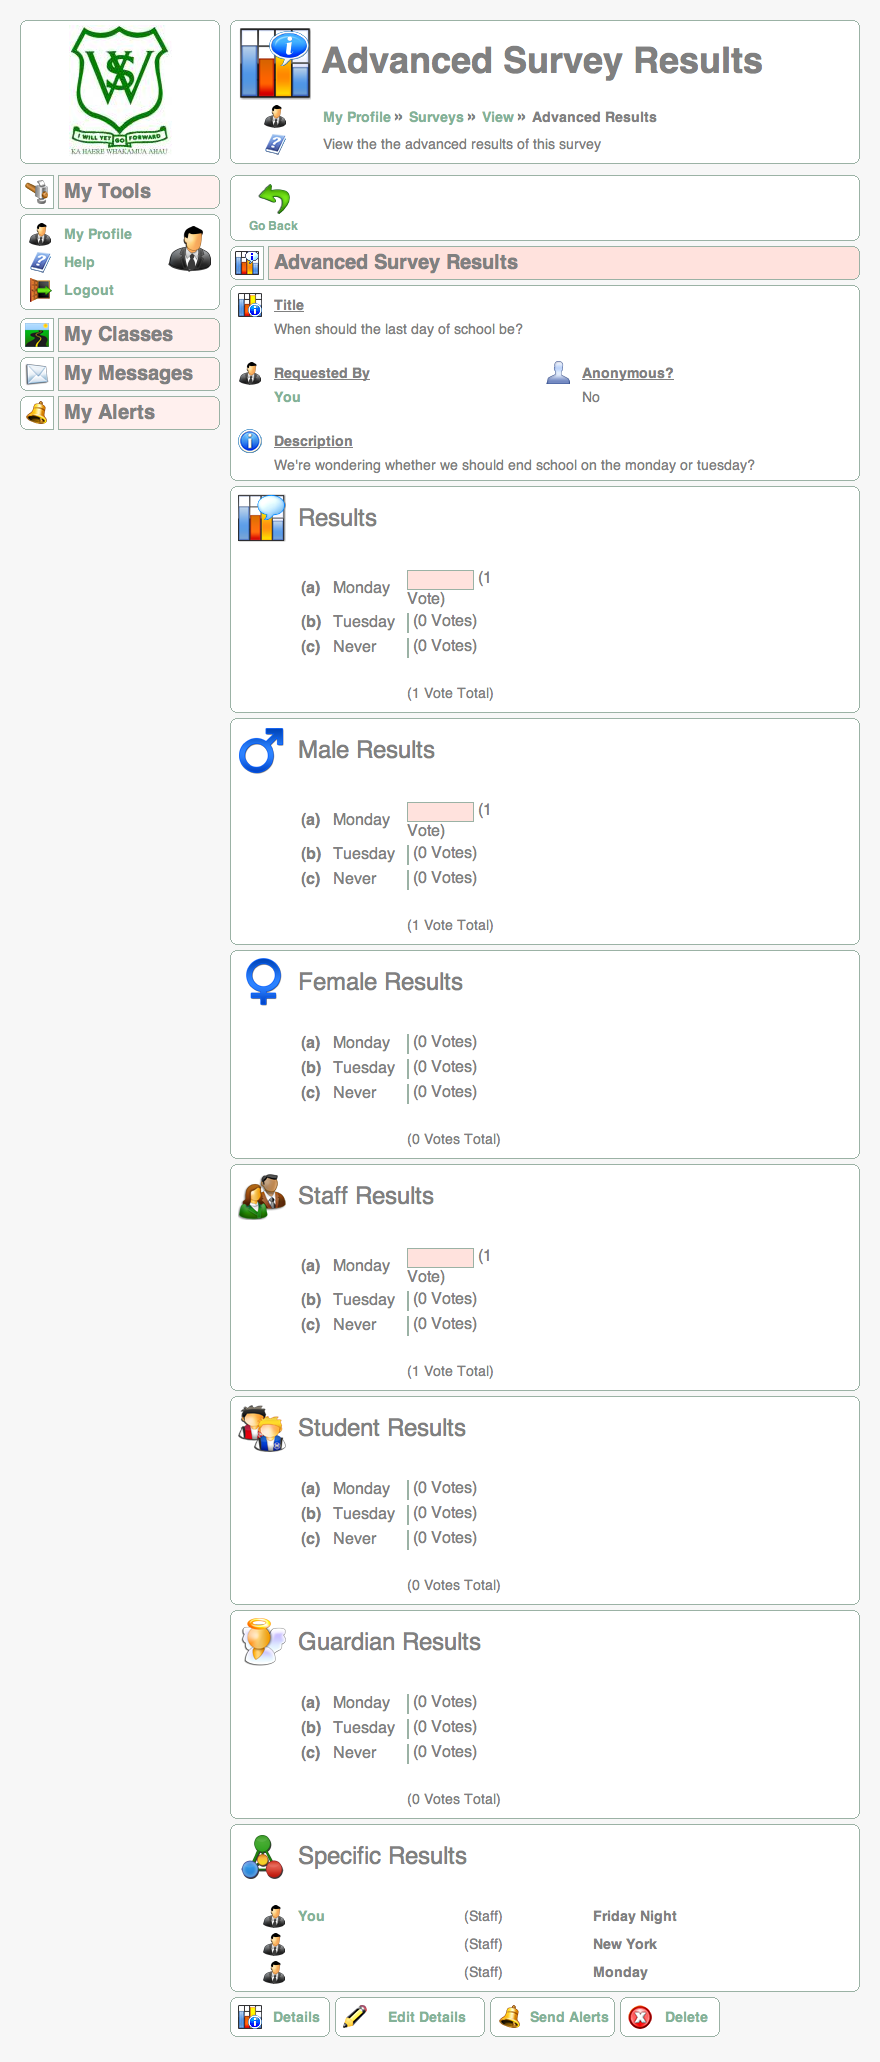 WSC
I WILL YET GO FORWARD
KA HAERE WHAKAMUA AHAU
Advanced Survey Results
My Profile » Surveys » View » Advanced Results
View the the advanced results of this survey
My Tools
My Profile
Help
Logout
My Classes
My Messages
My Alerts
Go Back
Advanced Survey Results
Title
When should the last day of school be?
Requested By Anonymous?
You No
Description
We're wondering whether we should end school on the monday or tuesday?
Results
(a) Monday (1
Vote)
(b) Tuesday (0 Votes)
(c) Never (0 Votes)
(1 Vote Total)
Male Results
(a) Monday (1
Vote)
(b) Tuesday (0 Votes)
(c) Never (0 Votes)
(1 Vote Total)
Female Results
(a) Monday (0 Votes)
(b) Tuesday (0 Votes)
(c) Never (0 Votes)
(0 Votes Total)
Staff Results
(a) Monday (1
Vote)
(b) Tuesday (0 Votes)
(c) Never (0 Votes)
(1 Vote Total)
Student Results
(a) Monday (0 Votes)
(b) Tuesday (0 Votes)
(c) Never (0 Votes)
(0 Votes Total)
Guardian Results
(a) Monday (0 Votes)
(b) Tuesday (0 Votes)
(c) Never (0 Votes)
(0 Votes Total)
Specific Results
You (Staff) Friday Night
(Staff) New York
(Staff) Monday
Details Edit Details Send Alerts Delete